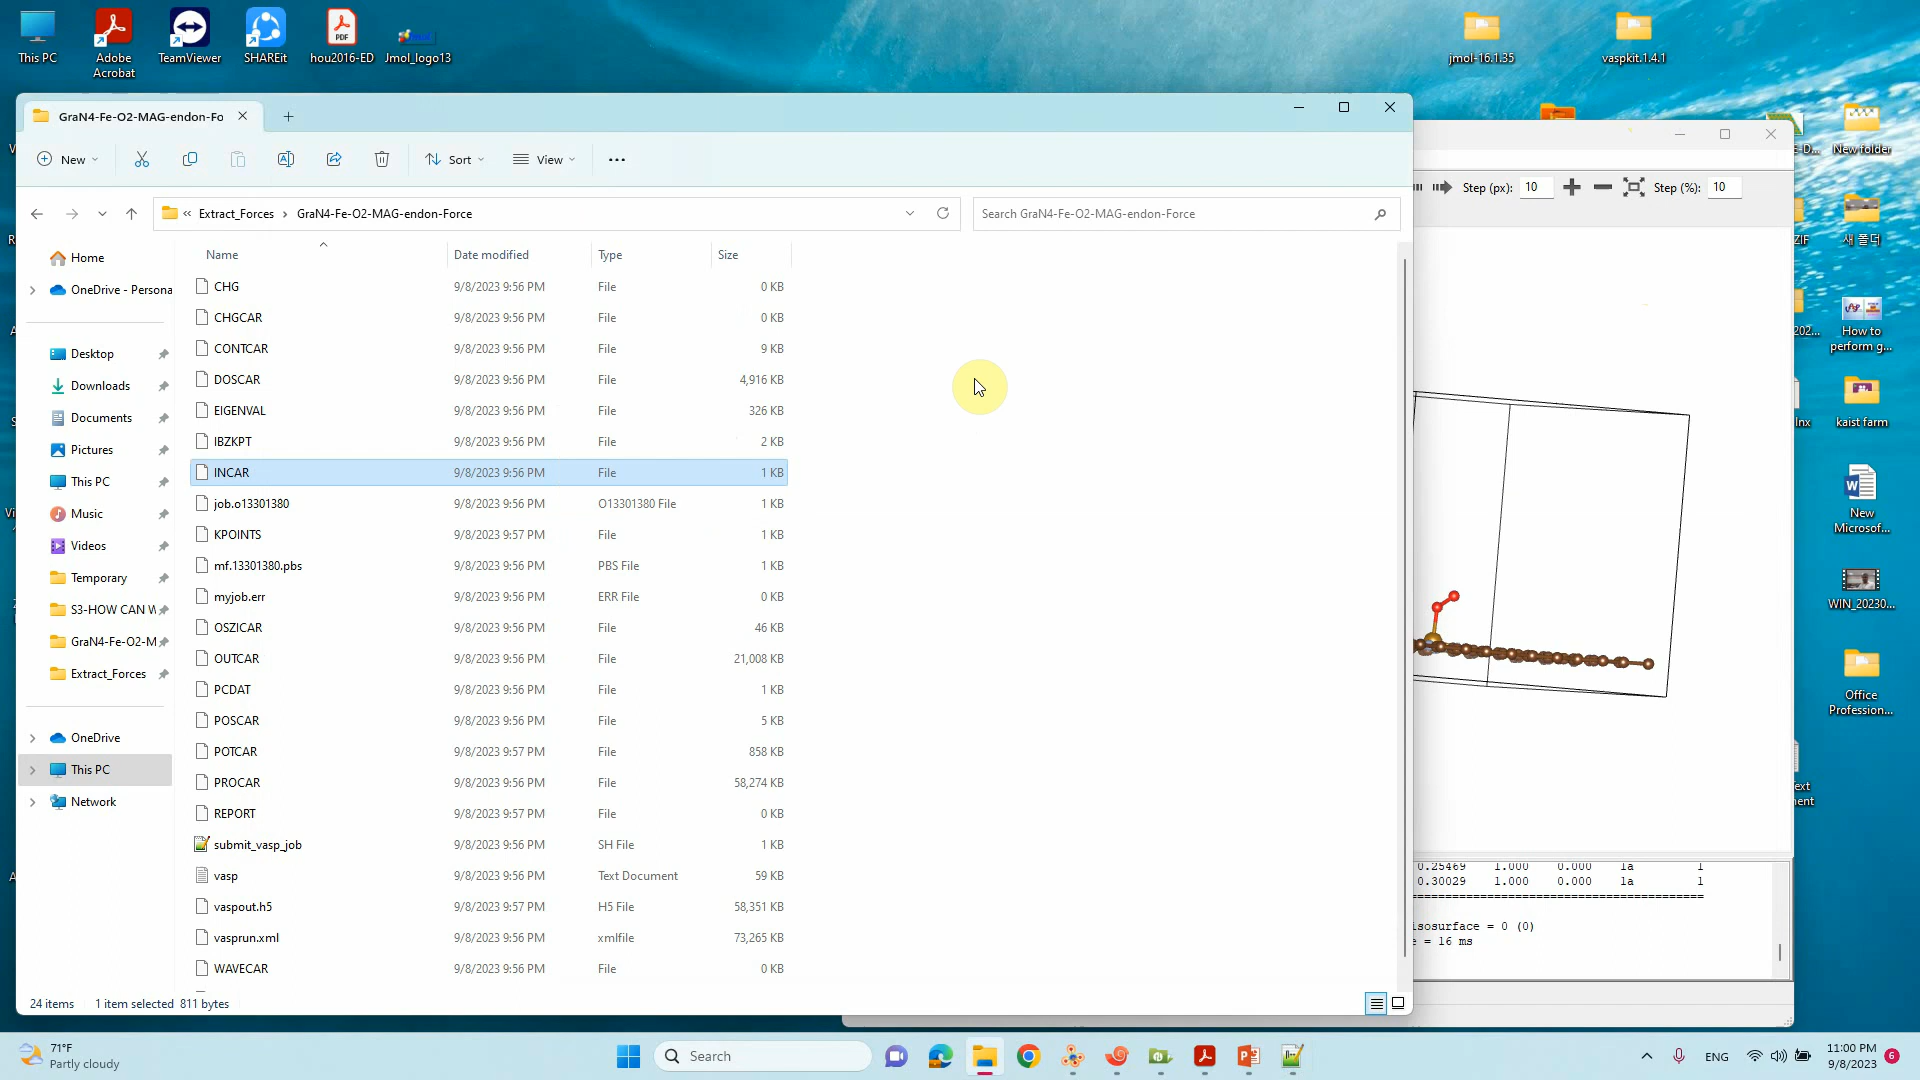 This PC
Adobe
Acrobat
TeamViewer
SHAREit
hou2016-ED
Jmol_logo13
jmol-16.1.35
vaspkit.1.4.1
GraN4-Fe-O2-MAG-endon-Fo
New
Sort
View
Extract_Forces
GraN4-Fe-O2-MAG-endon-Force
Search GraN4-Fe-O2-MAG-endon-Force
Name Date modified Type Size
CHG 9/8/2023 9:56 PM File 0 KB
CHGCAR 9/8/2023 9:56 PM File 0 KB
CONTCAR 9/8/2023 9:56 PM File 9 KB
DOSCAR 9/8/2023 9:56 PM File 4,916 KB
EIGENVAL 9/8/2023 9:56 PM File 326 KB
IBZKPT 9/8/2023 9:56 PM File 2 KB
INCAR 9/8/2023 9:56 PM File 1 KB
job.o13301380 9/8/2023 9:56 PM O13301380 File 1 KB
KPOINTS 9/8/2023 9:57 PM File 1 KB
mf.13301380.pbs 9/8/2023 9:56 PM PBS File 1 KB
myjob.err 9/8/2023 9:56 PM ERR File 0 KB
OSZICAR 9/8/2023 9:56 PM File 46 KB
OUTCAR 9/8/2023 9:56 PM File 21,008 KB
PCDAT 9/8/2023 9:56 PM File 1 KB
POSCAR 9/8/2023 9:56 PM File 5 KB
POTCAR 9/8/2023 9:57 PM File 858 KB
PROCAR 9/8/2023 9:56 PM File 58,274 KB
REPORT 9/8/2023 9:57 PM File 0 KB
submit_vasp_job 9/8/2023 9:56 PM SH File 1 KB
vasp 9/8/2023 9:56 PM Text Document 59 KB
vaspout.h5 9/8/2023 9:57 PM H5 File 58,351 KB
vasprun.xml 9/8/2023 9:56 PM xmlfile 73,265 KB
WAVECAR 9/8/2023 9:56 PM File 0 KB
Home
OneDrive - Persona
Desktop
Downloads
Documents
Pictures
This PC
Music
Videos
Temporary
S3-HOW CAN W
GraN4-Fe-O2-M
Extract_Forces
OneDrive
This PC
Network
24 items 1 item selected 811 bytes
Step (px): 10
Step (%): 10
0.25469 1.000 0.000 1a 1
0.30029 1.000 0.000 1a 1
isosurface = 0 (0)
= 16 ms
New folder
새 폴더
How to
perform g...
kaist farm
New
Microsof...
WIN_20230...
Office
Profession...
71°F
Partly cloudy
Search
ENG
11:00 PM
9/8/2023
6